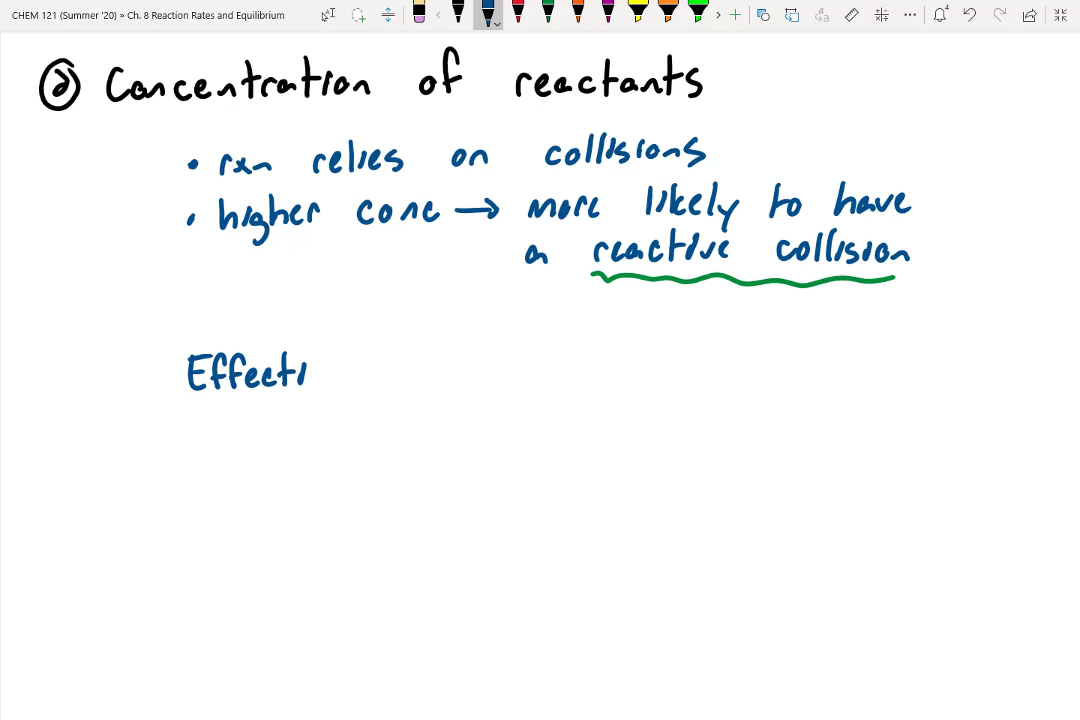 CHEM 121 (Summer '20) » Ch. 8 Reaction Rates and Equilibrium
② Concentration of reactants
• rxn relies on collisions
• higher conc → more likely to have
a reactive collision
Effecti